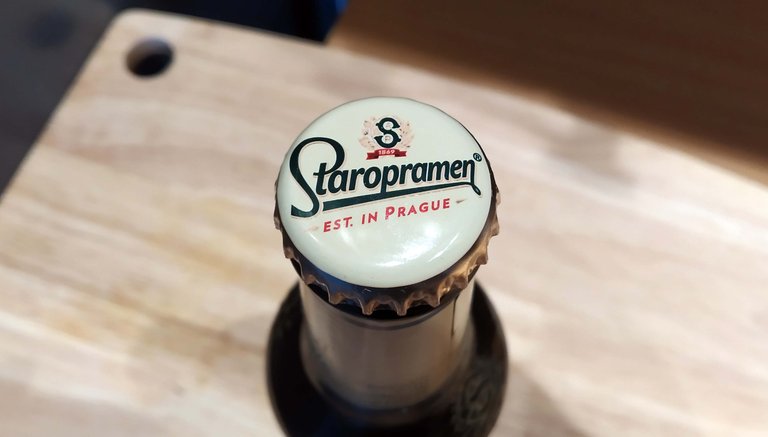 S
1869
Staropramen®
EST. IN PRAGUE